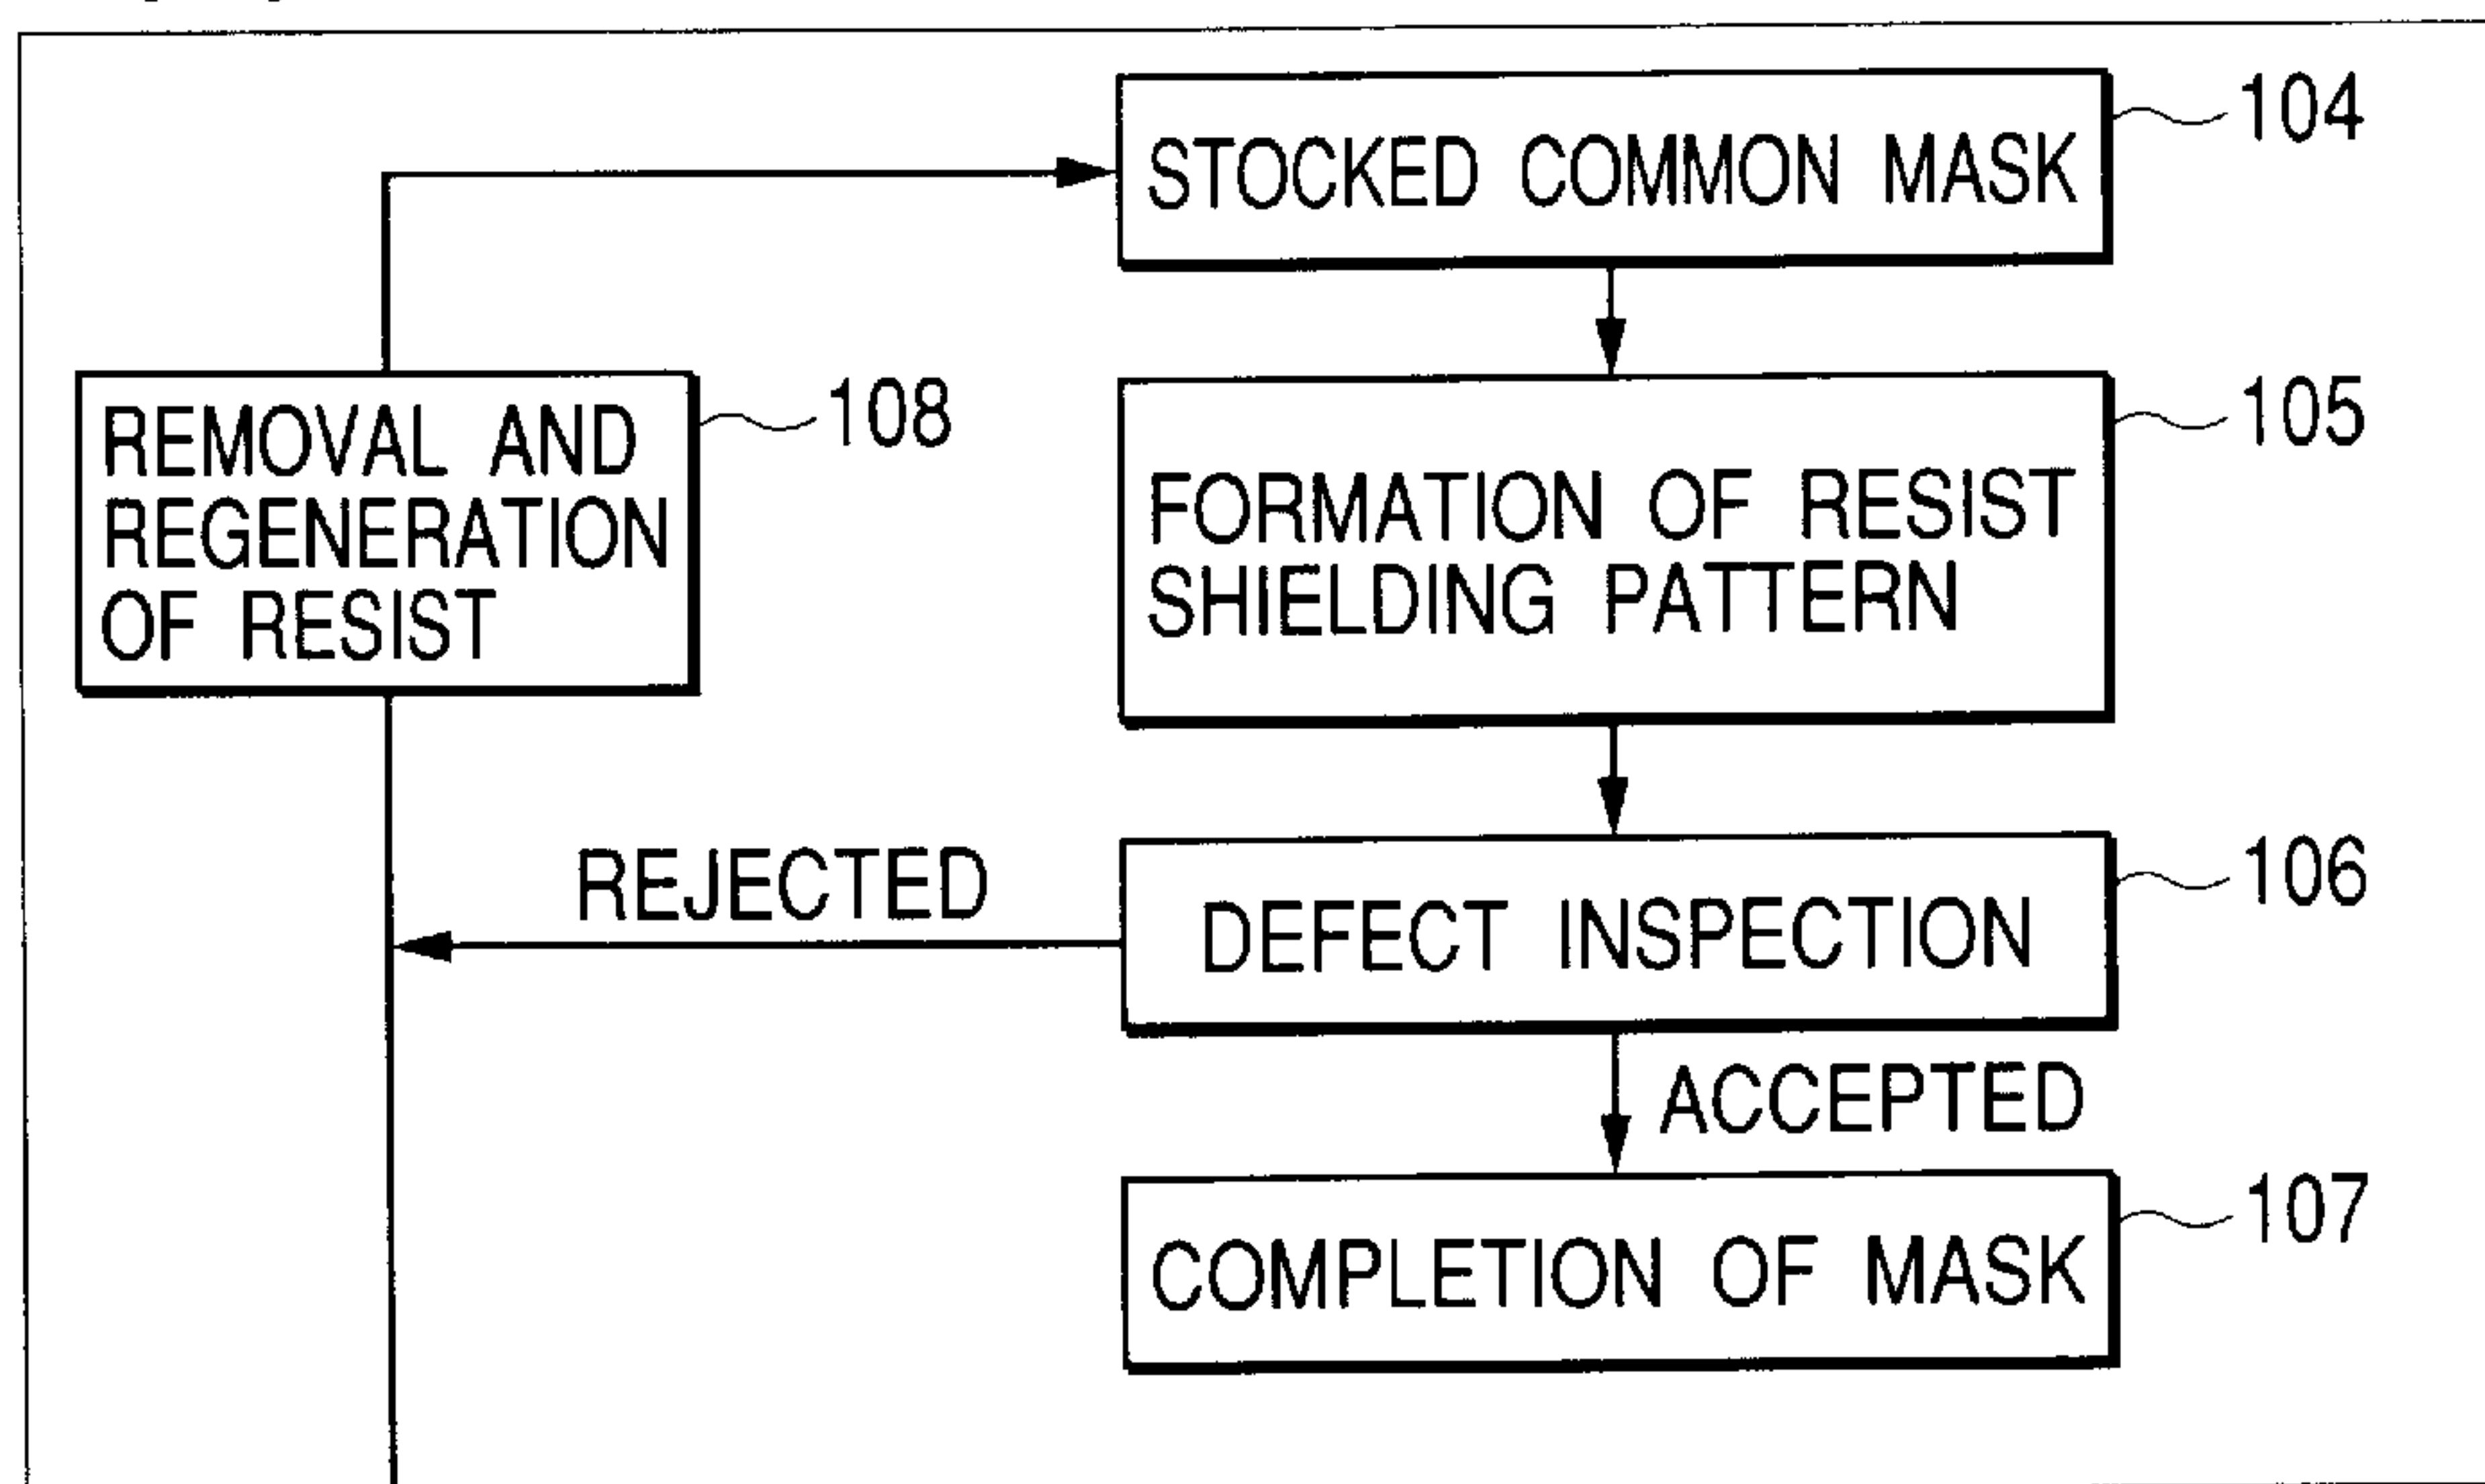 STOCKED COMMON MASK
104
REMOVAL AND
REGENERATION
OF RESIST
108
FORMATION OF RESIST
SHIELDING PATTERN
105
REJECTED
DEFECT INSPECTION
106
ACCEPTED
COMPLETION OF MASK
107